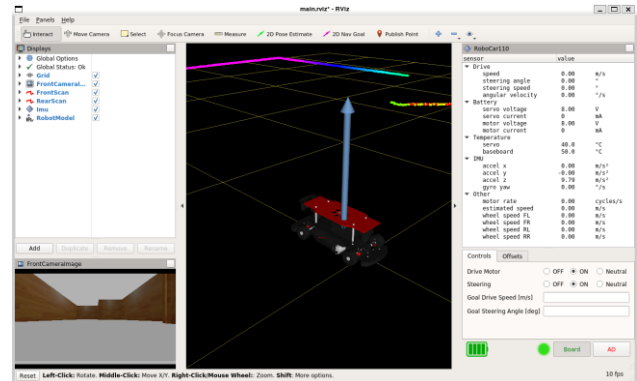 main.rviz* - RViz
File Panels Help
Interact Move Camera Select Focus Camera Measure 2D Pose Estimate 2D Nav Goal Publish Point
Displays
Global Options
Global Status: Ok
Grid
FrontCameraI...
FrontScan
RearScan
Imu
RobotModel
Add Duplicate Remove Rename
FrontCameraImage
RoboCar110
sensor value
Drive
speed 0.00 m/s
steering angle 0.00 °
steering speed 0.00 °
angular velocity 0.00 °/s
Battery
servo voltage 8.00 V
servo current 0 mA
motor voltage 8.00 V
motor current 0 mA
Temperature
servo 40.0 °C
baseboard 50.0 °C
IMU
accel x 0.00 m/s²
accel y -0.00 m/s²
accel z 9.79 m/s²
gyro yaw 0.00 °/s
Other
motor rate 0.00 cycles/s
estimated speed 0.00 m/s
wheel speed FL 0.00 m/s
wheel speed FR 0.00 m/s
wheel speed RL 0.00 m/s
wheel speed RR 0.00 m/s
Controls Offsets
Drive Motor OFF ON Neutral
Steering OFF ON Neutral
Goal Drive Speed [m/s]
Goal Steering Angle [deg]
Board AD
Reset Left-Click: Rotate. Middle-Click: Move X/Y. Right-Click/Mouse Wheel:: Zoom. Shift: More options. 10 fps